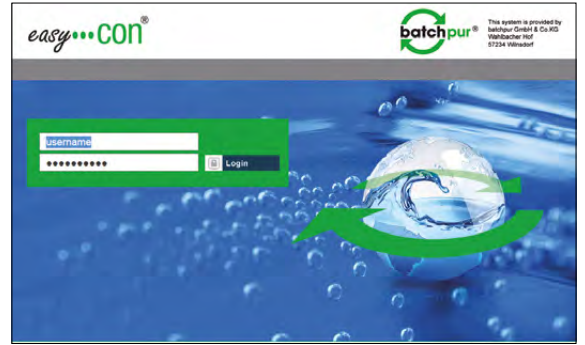 easy•••con®
batchpur®
This system is provided by
batchpur GmbH & Co.KG
Wahlbacher Hof
57234 Wilnsdorf
username
••••••••••
Login